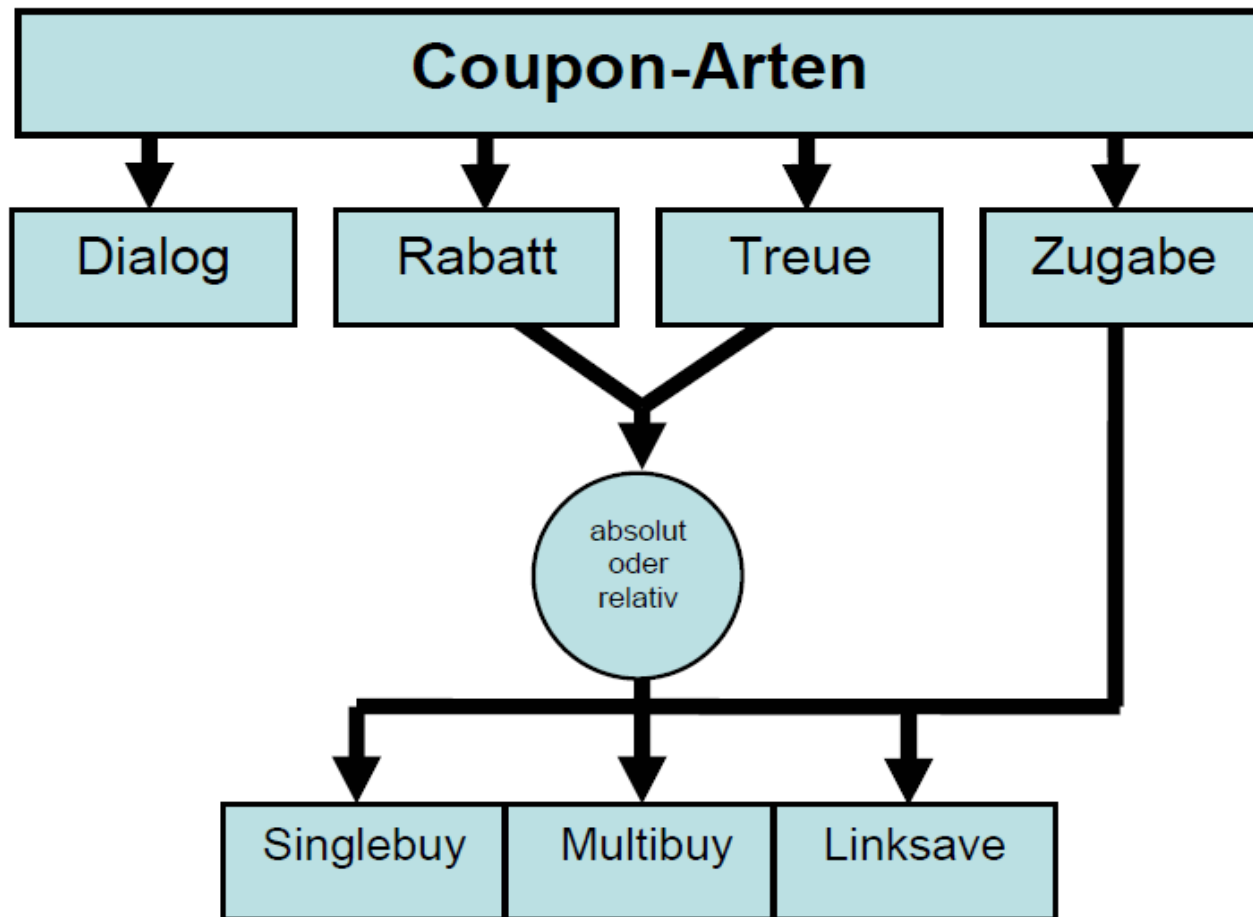 Coupon-Arten
Dialog
Rabatt
Treue
Zugabe
absolut
oder
relativ
Singlebuy
Multibuy
Linksave